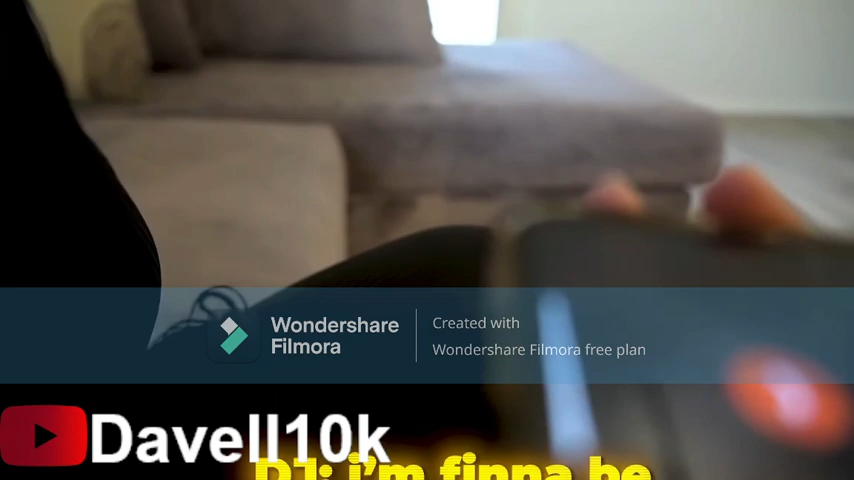 Wondershare
Filmora
Created with
Wondershare Filmora free plan
Davell10k
DJ: i'm finna be